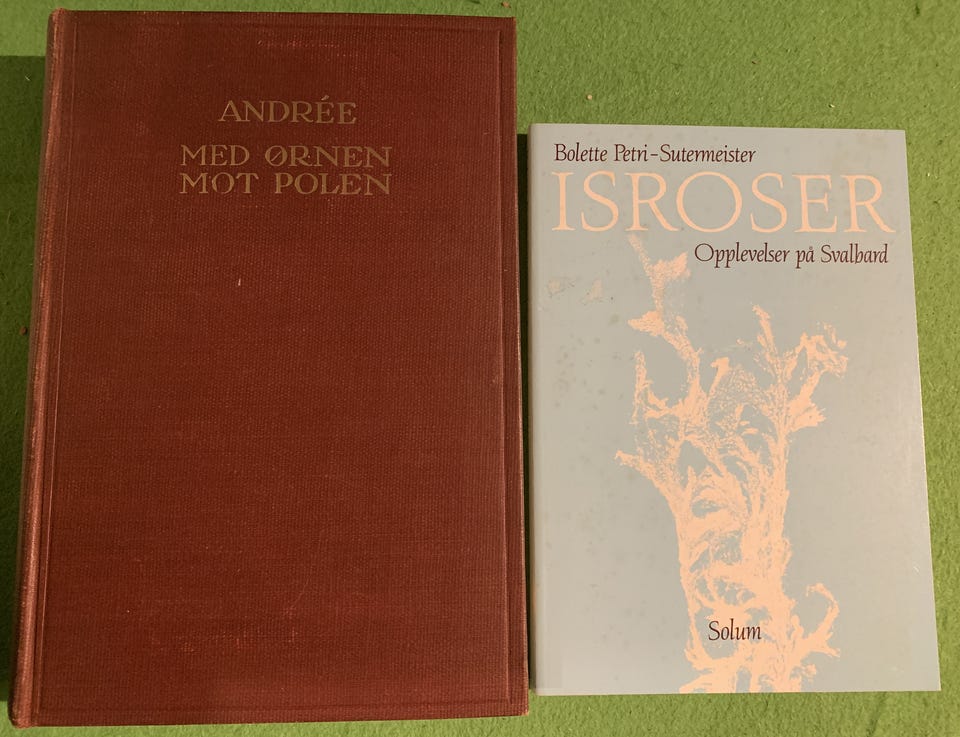 ANDRÉE
MED ØRNEN
MOT POLEN
Bolette Petri-Sutermeister
ISROSER
Opplevelser på Svalbard
Solum